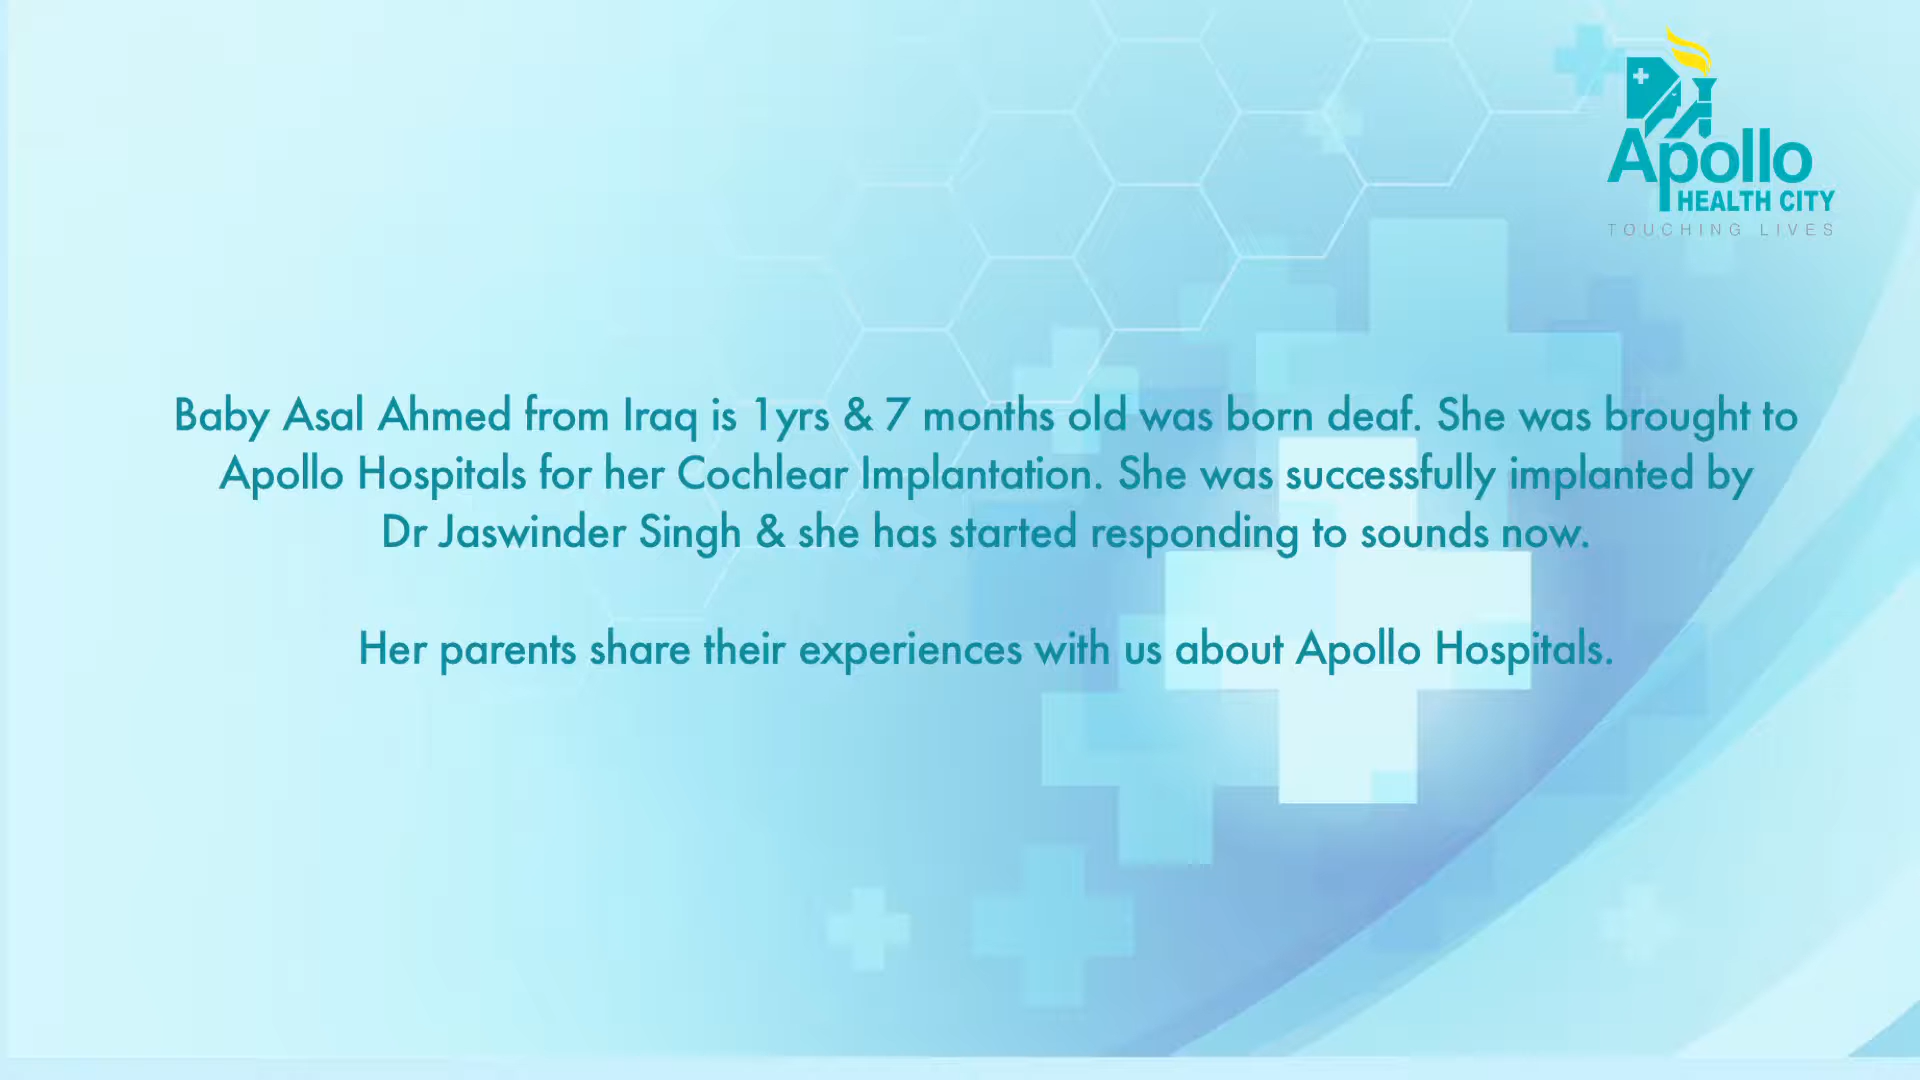 Apollo
HEALTH CITY
TOUCHING LIVES
Baby Asal Ahmed from Iraq is 1yrs & 7 months old was born deaf. She was brought to
Apollo Hospitals for her Cochlear Implantation. She was successfully implanted by
Dr Jaswinder Singh & she has started responding to sounds now.
Her parents share their experiences with us about Apollo Hospitals.